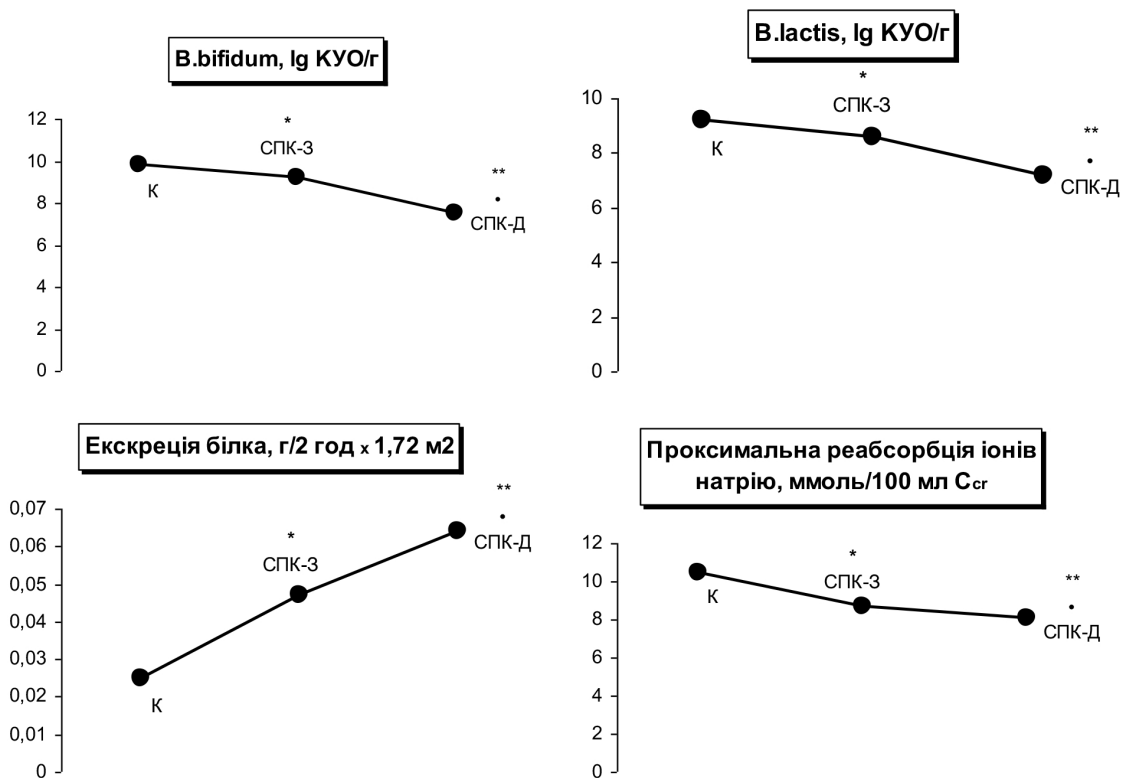 B.bifidum, lg КУО/г
12
10
8
6
4
2
0
К
*
СПК-З
**
•
СПК-Д
B.lactis, lg КУО/г
10
8
6
4
2
0
К
*
СПК-З
**
•
СПК-Д
Екскреція білка, г/2 год х 1,72 м2
0,07
0,06
0,05
0,04
0,03
0,02
0,01
0
К
*
СПК-З
**
•
СПК-Д
Проксимальна реабсорбція іонів
натрію, ммоль/100 мл Ccr
12
10
8
6
4
2
0
К
*
СПК-З
**
•
СПК-Д